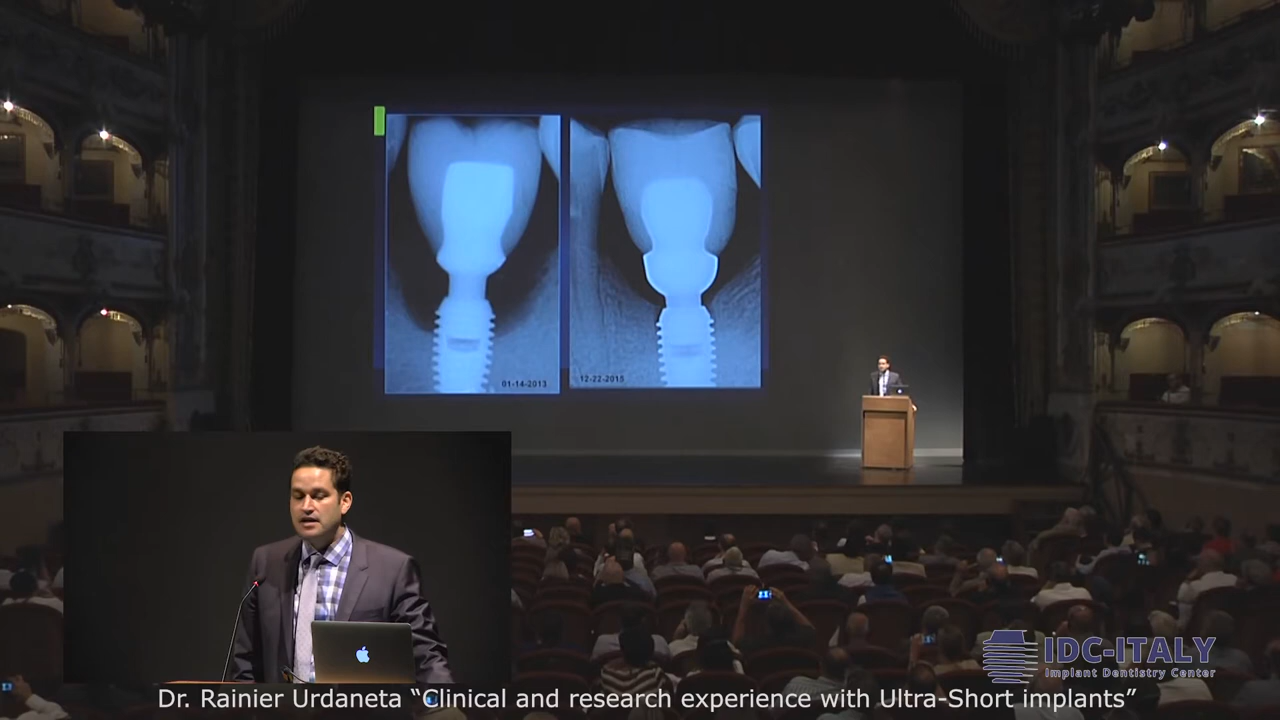 01-14-2013
12-22-2015
IDC-ITALY
Implant Dentistry Center
Dr. Rainier Urdaneta “Clinical and research experience with Ultra-Short implants”